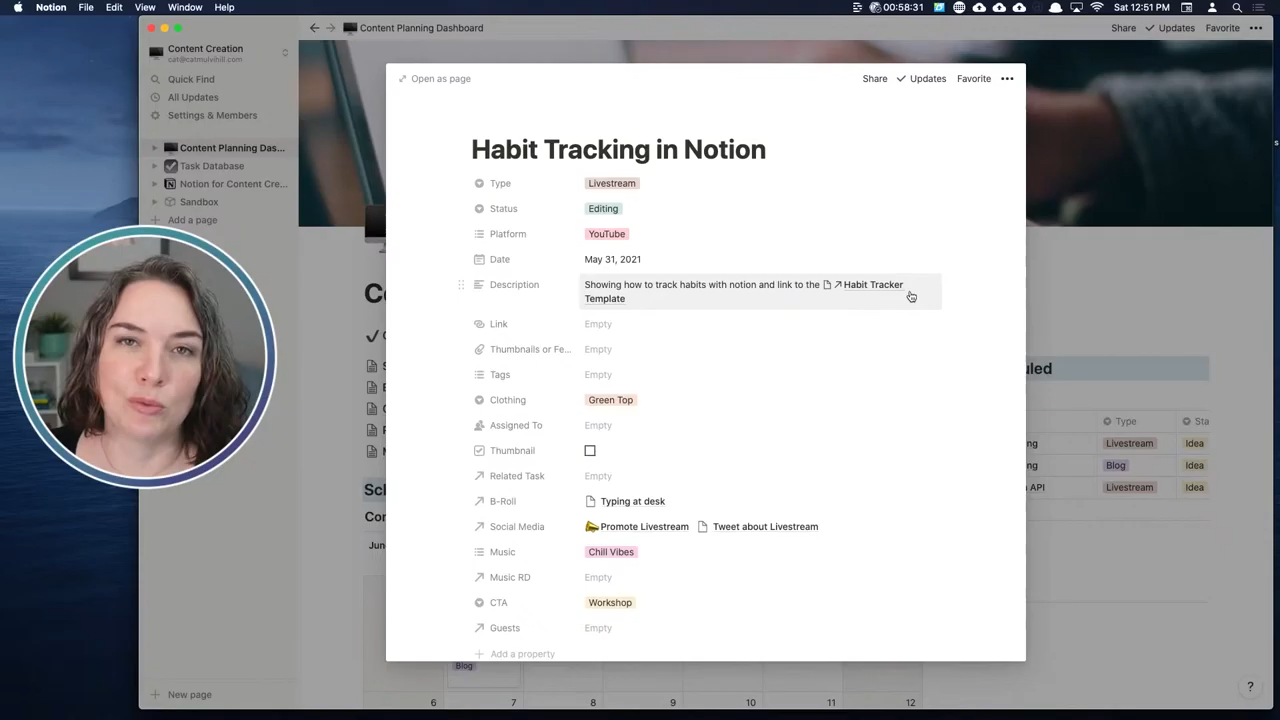 Notion File Edit View History Window Help 00:58:31 Sat 12:51 PM
Content Planning Dashboard Share Updates Favorite
Content Creation
cat@catmulvihill.com
Quick Find
All Updates
Settings & Members
Content Planning Das...
Task Database
Notion for Content Cre...
Sandbox
Add a page
New page
Open as page Share Updates Favorite
Habit Tracking in Notion
Type Livestream
Status Editing
Platform YouTube
Date May 31, 2021
Description Showing how to track habits with notion and link to the Habit Tracker
Template
Link Empty
Thumbnails or Fe... Empty
Tags Empty
Clothing Green Top
Assigned To Empty
Thumbnail
Related Task Empty
B-Roll Typing at desk
Social Media Promote Livestream Tweet about Livestream
Music Chill Vibes
Music RD Empty
CTA Workshop
Guests Empty
Add a property
Type Sta
Livestream Idea
Blog Idea
API Livestream Idea
Blog
6 7 8 9 10 11 12
?